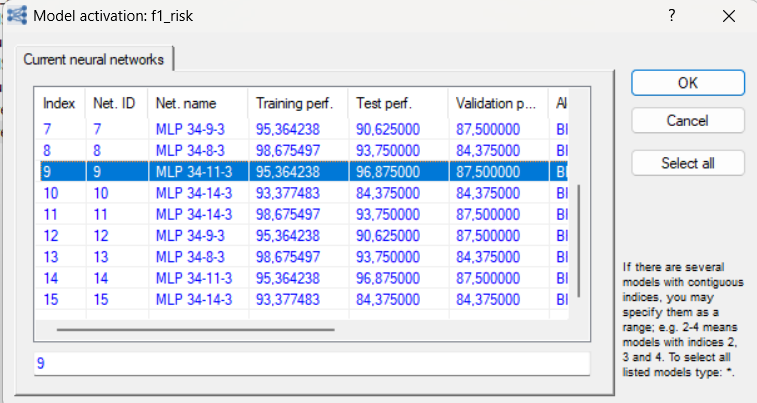 Model activation: f1_risk
Current neural networks
Index Net. ID Net. name Training perf. Test perf. Validation p... Al
7 7 MLP 34-9-3 95,364238 90,625000 87,500000 BI
8 8 MLP 34-8-3 98,675497 93,750000 84,375000 BI
9 9 MLP 34-11-3 95,364238 96,875000 87,500000 BI
10 10 MLP 34-14-3 93,377483 84,375000 84,375000 BI
11 11 MLP 34-14-3 98,675497 93,750000 87,500000 BI
12 12 MLP 34-9-3 95,364238 90,625000 87,500000 BI
13 13 MLP 34-8-3 98,675497 93,750000 84,375000 BI
14 14 MLP 34-11-3 95,364238 96,875000 87,500000 BI
15 15 MLP 34-14-3 93,377483 84,375000 84,375000 BI
9
OK
Cancel
Select all
If there are several
models with contiguous
indices, you may
specify them as a
range; e.g. 2-4 means
models with indices 2,
3 and 4. To select all
listed models type: *.